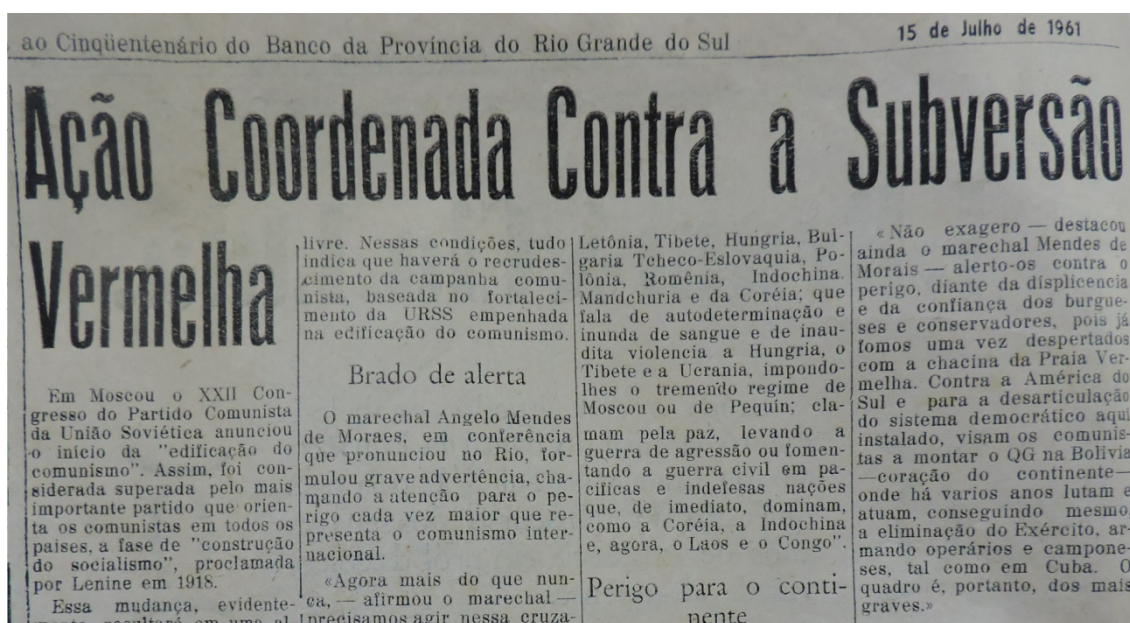 ao Cinqüentenário do Banco da Província do Rio Grande do Sul
15 de Julho de 1961
Ação Coordenada Contra a Subversão
Vermelha
Em Moscou o XXII Con-
gresso do Partido Comunista
da União Soviética anunciou
o início da "edificação do
comunismo". Assim, foi con-
siderada superada pelo mais
importante partido que orien-
ta os comunistas em todos os
paises, a fase de "construção
do socialismo", proclamada
por Lenine em 1918.
Essa mudança, evidente-
mente, resultará em uma al
livre. Nessas condições, tudo
indica que haverá o recrudes-
cimento da campanha comu-
nista, baseada no fortaleci-
mento da URSS empenhada
na edificação do comunismo.
Brado de alerta
O marechal Angelo Mendes
de Moraes, em conferência
que pronunciou no Rio, for-
mulou grave advertência, cha-
mando a atenção para o pe-
rigo cada vez maior que re-
presenta o comunismo inter-
nacional.
«Agora mais do que nun-
ca, — afirmou o marechal —
precisamos agir nessa cruza-
Letônia, Tibete, Hungria, Bul-
garia Tcheco-Eslovaquia, Po-
lônia, Romênia, Indochina.
Mandchuria e da Coréia; que
fala de autodeterminação e
inunda de sangue e de inau-
dita violencia a Hungria, o
Tibete e a Ucrania, impondo-
lhes o tremendo regime de
Moscou ou de Pequin; cla-
mam pela paz, levando a
guerra de agressão ou fomen-
tando a guerra civil em pa-
cificas e indefesas nações
que, de imediato, dominam,
como a Coréia, a Indochina
e, agora, o Laos e o Congo".
Perigo para o conti-
nente
«Não exagero — destacou
ainda o marechal Mendes de
Morais — alerto-os contra o
perigo, diante da displicencia
e da confiança dos burgue-
ses e conservadores, pois já
fomos uma vez despertados
com a chacina da Praia Ver-
melha. Contra a América do
Sul e para a desarticulação
do sistema democrático aqui
instalado, visam os comunis-
tas a montar o QG na Bolivia
—coração do continente—
onde há varios anos lutam e
atuam, conseguindo mesmo
a eliminação do Exército, ar-
mando operários e campone-
ses, tal como em Cuba. O
quadro é, portanto, dos mais
graves.»